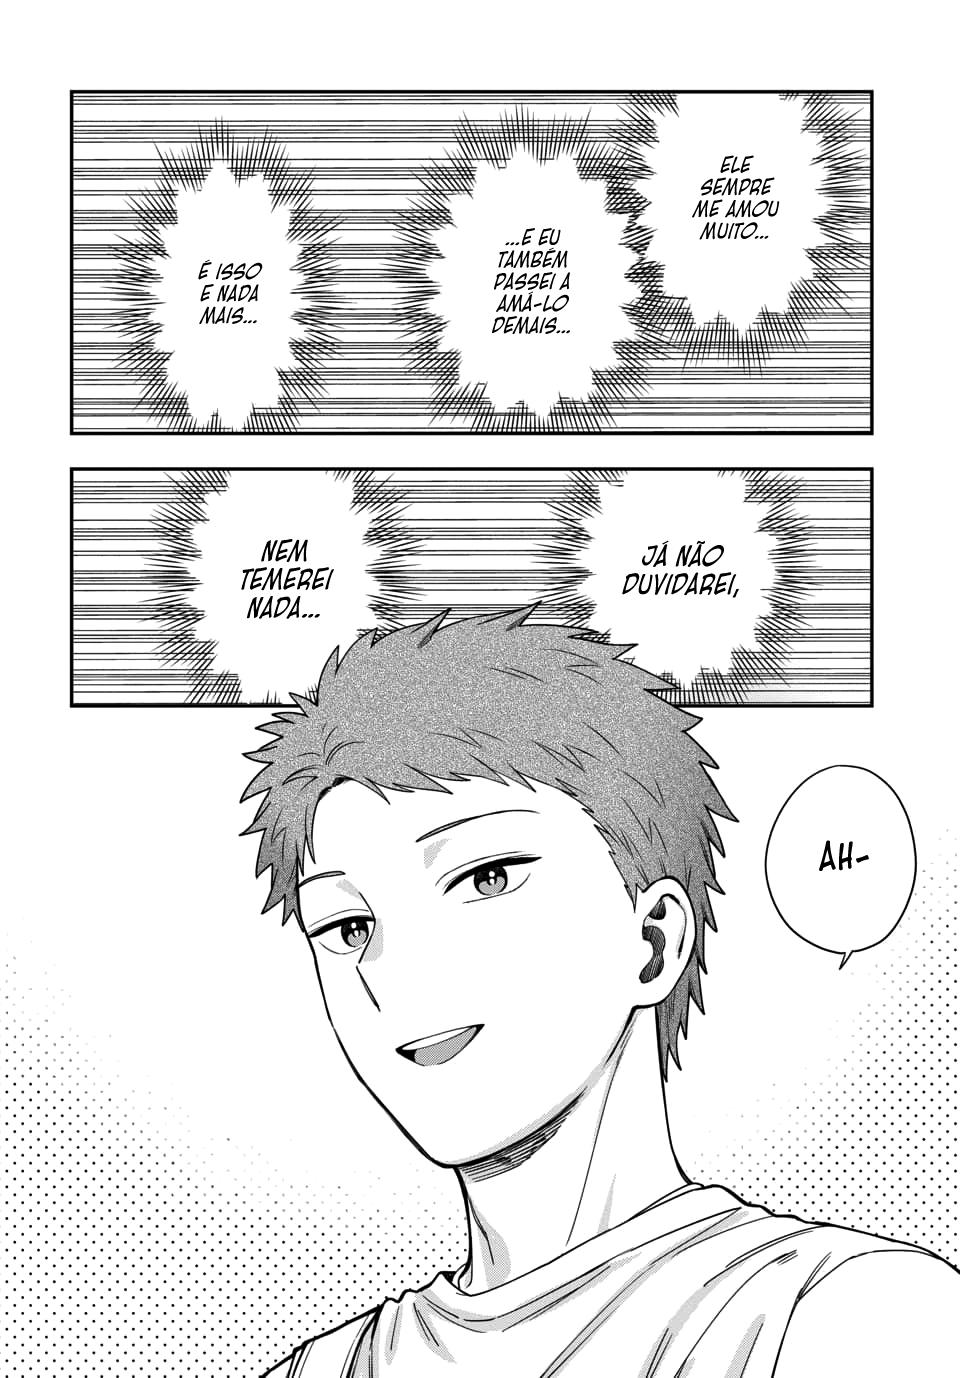 ELE
SEMPRE
ME AMOU
MUITO...
...E EU
TAMBÉM
PASSEI A
AMÁ-LO
DEMAIS...
É ISSO
E NADA
MAIS...
JÁ NÃO
DUVIDAREI,
NEM
TEMEREI
NADA...
AH-